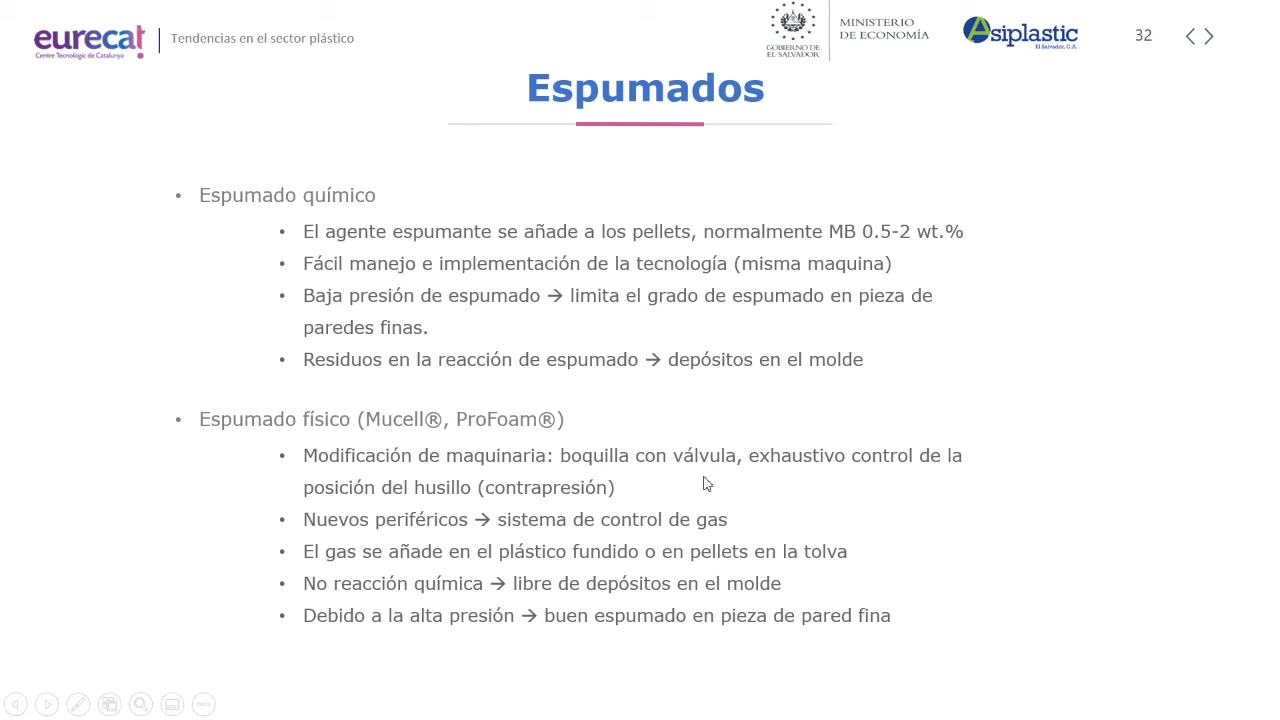 eurecat
Centre Tecnològic de Catalunya
Tendencias en el sector plástico
GOBIERNO DE
EL SALVADOR
MINISTERIO
DE ECONOMÍA
Asiplastic
El Salvador, C.A.
32
Espumados
• Espumado químico
• El agente espumante se añade a los pellets, normalmente MB 0.5-2 wt.%
• Fácil manejo e implementación de la tecnología (misma maquina)
• Baja presión de espumado → limita el grado de espumado en pieza de
paredes finas.
• Residuos en la reacción de espumado → depósitos en el molde
• Espumado físico (Mucell®, ProFoam®)
• Modificación de maquinaria: boquilla con válvula, exhaustivo control de la
posición del husillo (contrapresión)
• Nuevos periféricos → sistema de control de gas
• El gas se añade en el plástico fundido o en pellets en la tolva
• No reacción química → libre de depósitos en el molde
• Debido a la alta presión → buen espumado en pieza de pared fina